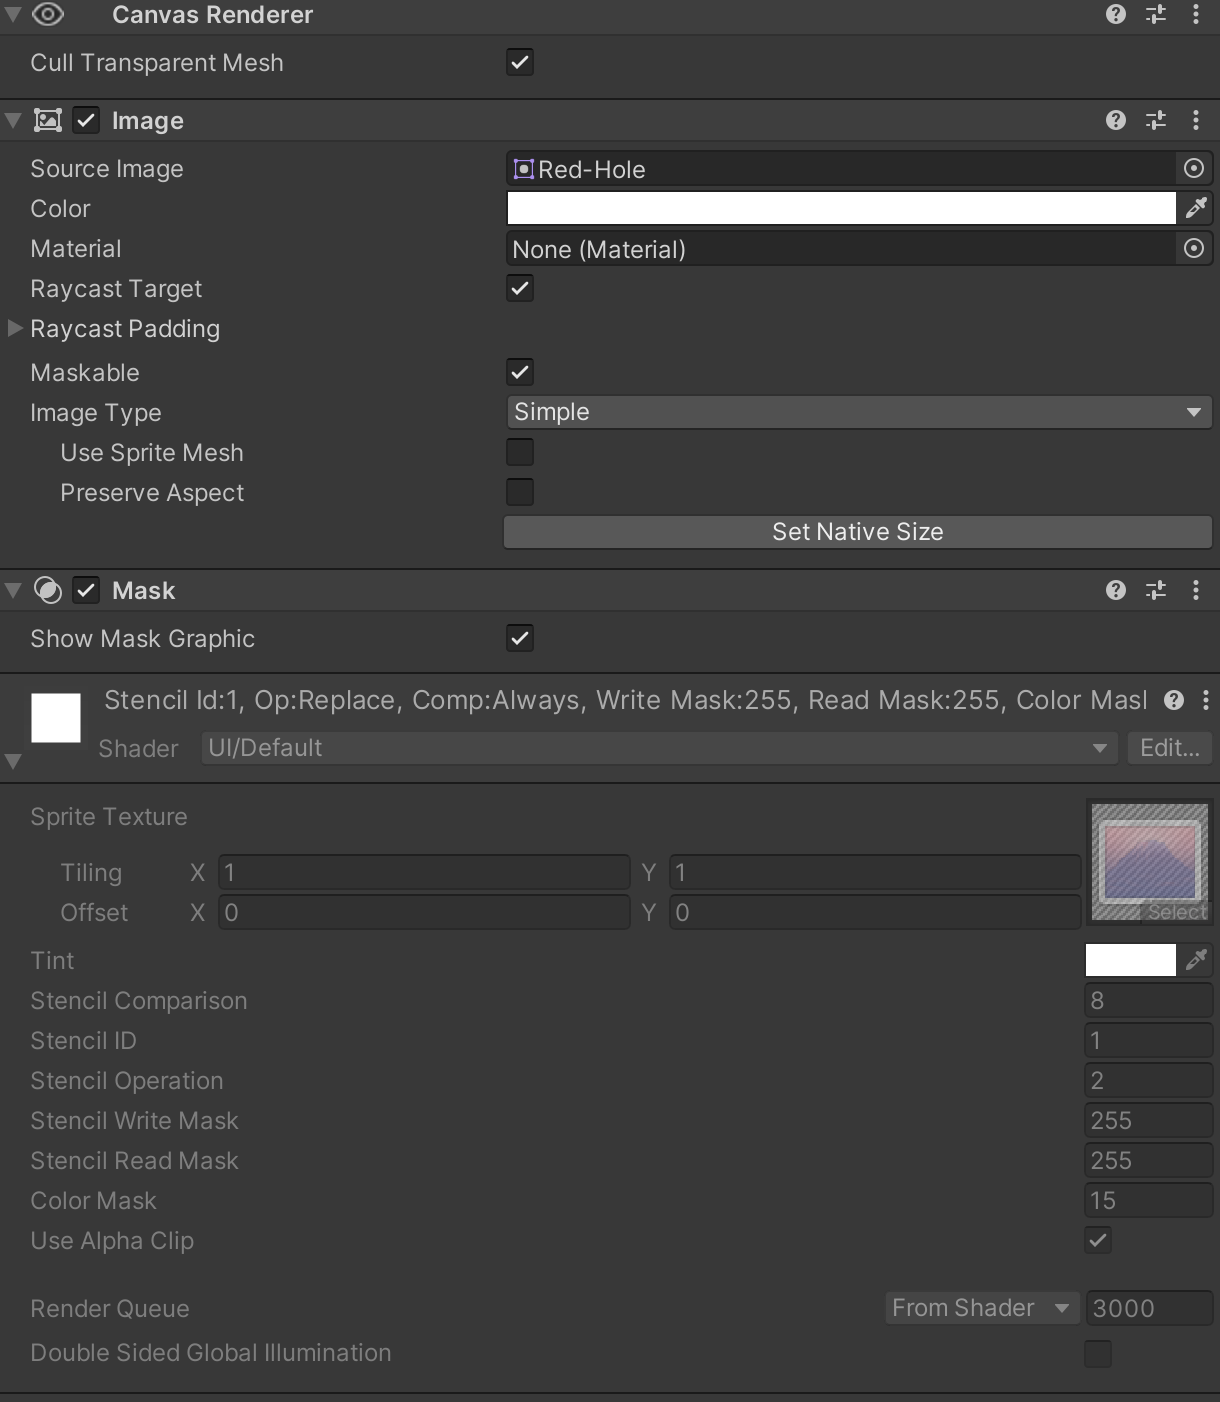 Canvas Renderer
Cull Transparent Mesh
Image
Source Image Red-Hole
Color
Material None (Material)
Raycast Target
Raycast Padding
Maskable
Image Type Simple
Use Sprite Mesh
Preserve Aspect
Set Native Size
Mask
Show Mask Graphic
Stencil Id:1, Op:Replace, Comp:Always, Write Mask:255, Read Mask:255, Color Masl
Shader UI/Default Edit...
Sprite Texture
Tiling X 1 Y 1
Offset X 0 Y 0
Select
Tint
Stencil Comparison 8
Stencil ID 1
Stencil Operation 2
Stencil Write Mask 255
Stencil Read Mask 255
Color Mask 15
Use Alpha Clip
Render Queue From Shader 3000
Double Sided Global Illumination